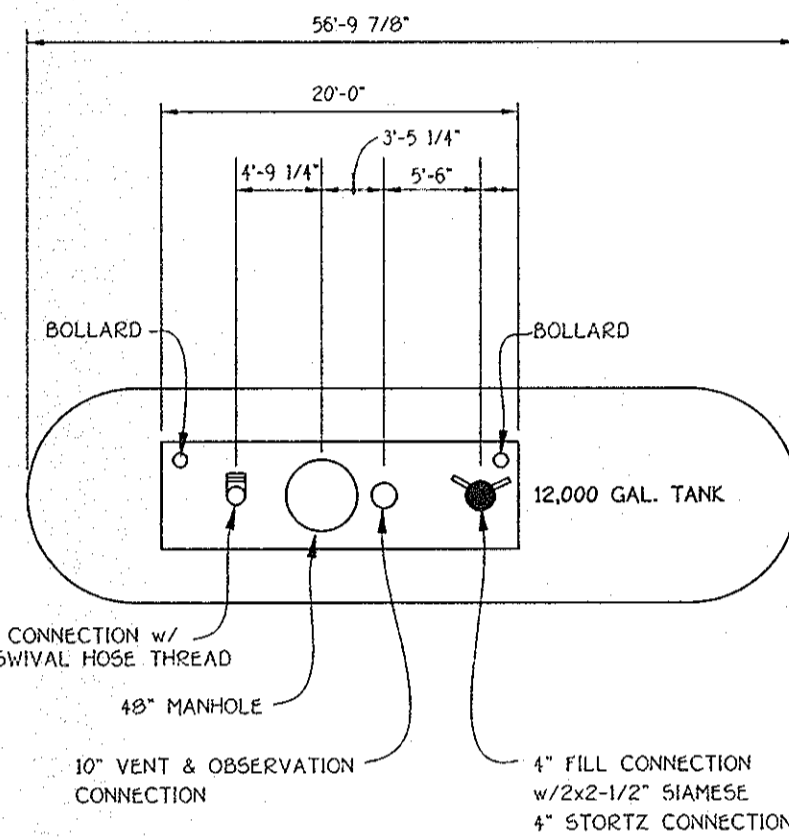 56'-9 7/8"
20'-0"
3'-5 1/4"
4'-9 1/4"
5'-6"
BOLLARD
BOLLARD
12,000 GAL. TANK
CONNECTION w/
SWIVAL HOSE THREAD
48" MANHOLE
10" VENT & OBSERVATION
CONNECTION
4" FILL CONNECTION
w/2x2-1/2" SIAMESE
4" STORTZ CONNECTION